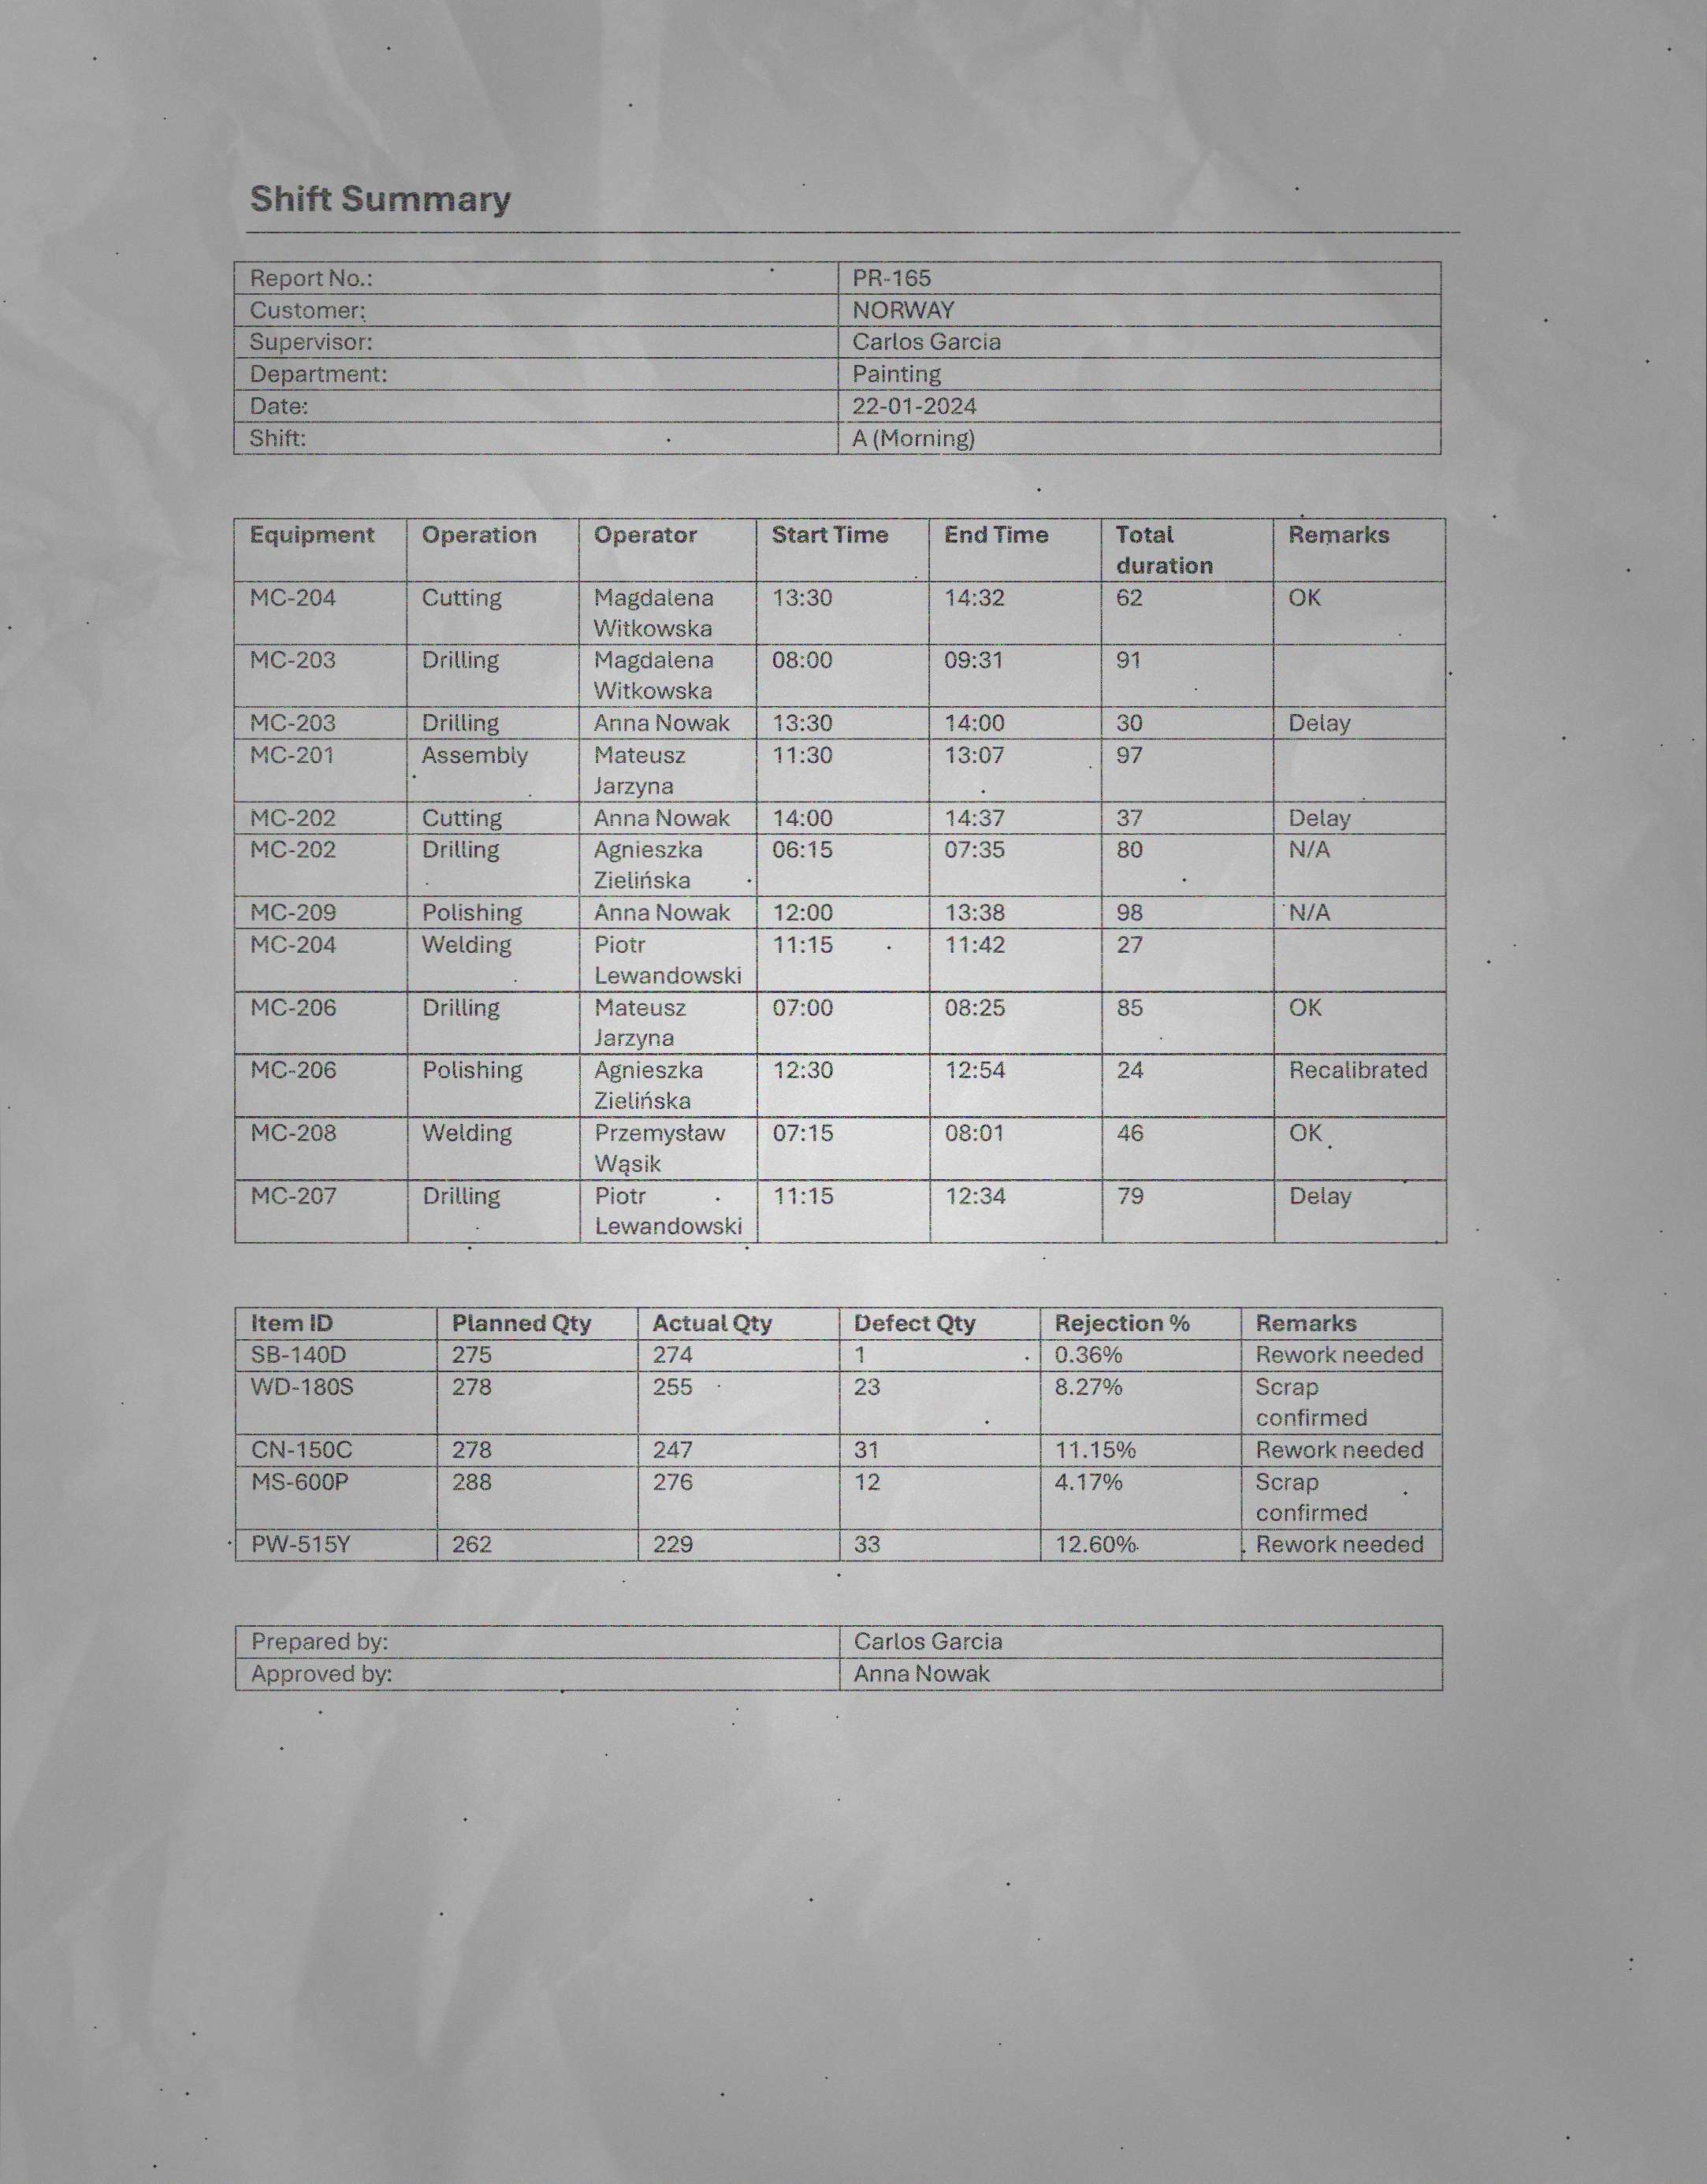 Shift Summary
Report No.: PR-165
Customer: NORWAY
Supervisor: Carlos Garcia
Department: Painting
Date: 22-01-2024
Shift: A (Morning)
Equipment Operation Operator Start Time End Time Total duration Remarks
MC-204 Cutting Magdalena Witkowska 13:30 14:32 62 OK
MC-203 Drilling Magdalena Witkowska 08:00 09:31 91
MC-203 Drilling Anna Nowak 13:30 14:00 30 Delay
MC-201 Assembly Mateusz Jarzyna 11:30 13:07 97
MC-202 Cutting Anna Nowak 14:00 14:37 37 Delay
MC-202 Drilling Agnieszka Zielińska 06:15 07:35 80 N/A
MC-209 Polishing Anna Nowak 12:00 13:38 98 N/A
MC-204 Welding Piotr Lewandowski 11:15 11:42 27
MC-206 Drilling Mateusz Jarzyna 07:00 08:25 85 OK
MC-206 Polishing Agnieszka Zielińska 12:30 12:54 24 Recalibrated
MC-208 Welding Przemysław Wąsik 07:15 08:01 46 OK
MC-207 Drilling Piotr Lewandowski 11:15 12:34 79 Delay
Item ID Planned Qty Actual Qty Defect Qty Rejection % Remarks
SB-140D 275 274 1 0.36% Rework needed
WD-180S 278 255 23 8.27% Scrap confirmed
CN-150C 278 247 31 11.15% Rework needed
MS-600P 288 276 12 4.17% Scrap confirmed
PW-515Y 262 229 33 12.60% Rework needed
Prepared by: Carlos Garcia
Approved by: Anna Nowak